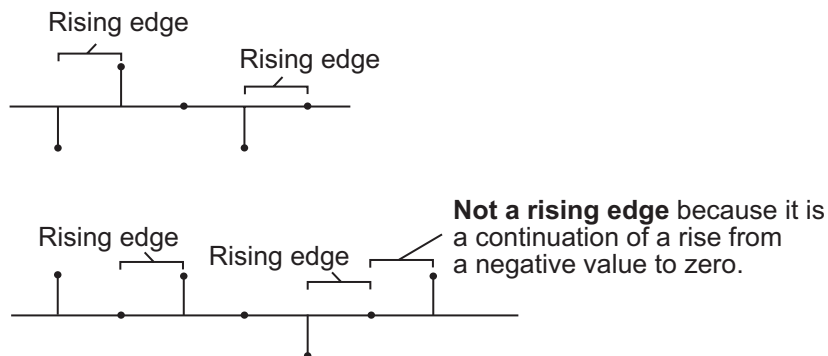 Rising edge
Rising edge
Not a rising edge because it is
a continuation of a rise from
a negative value to zero.
Rising edge
Rising edge